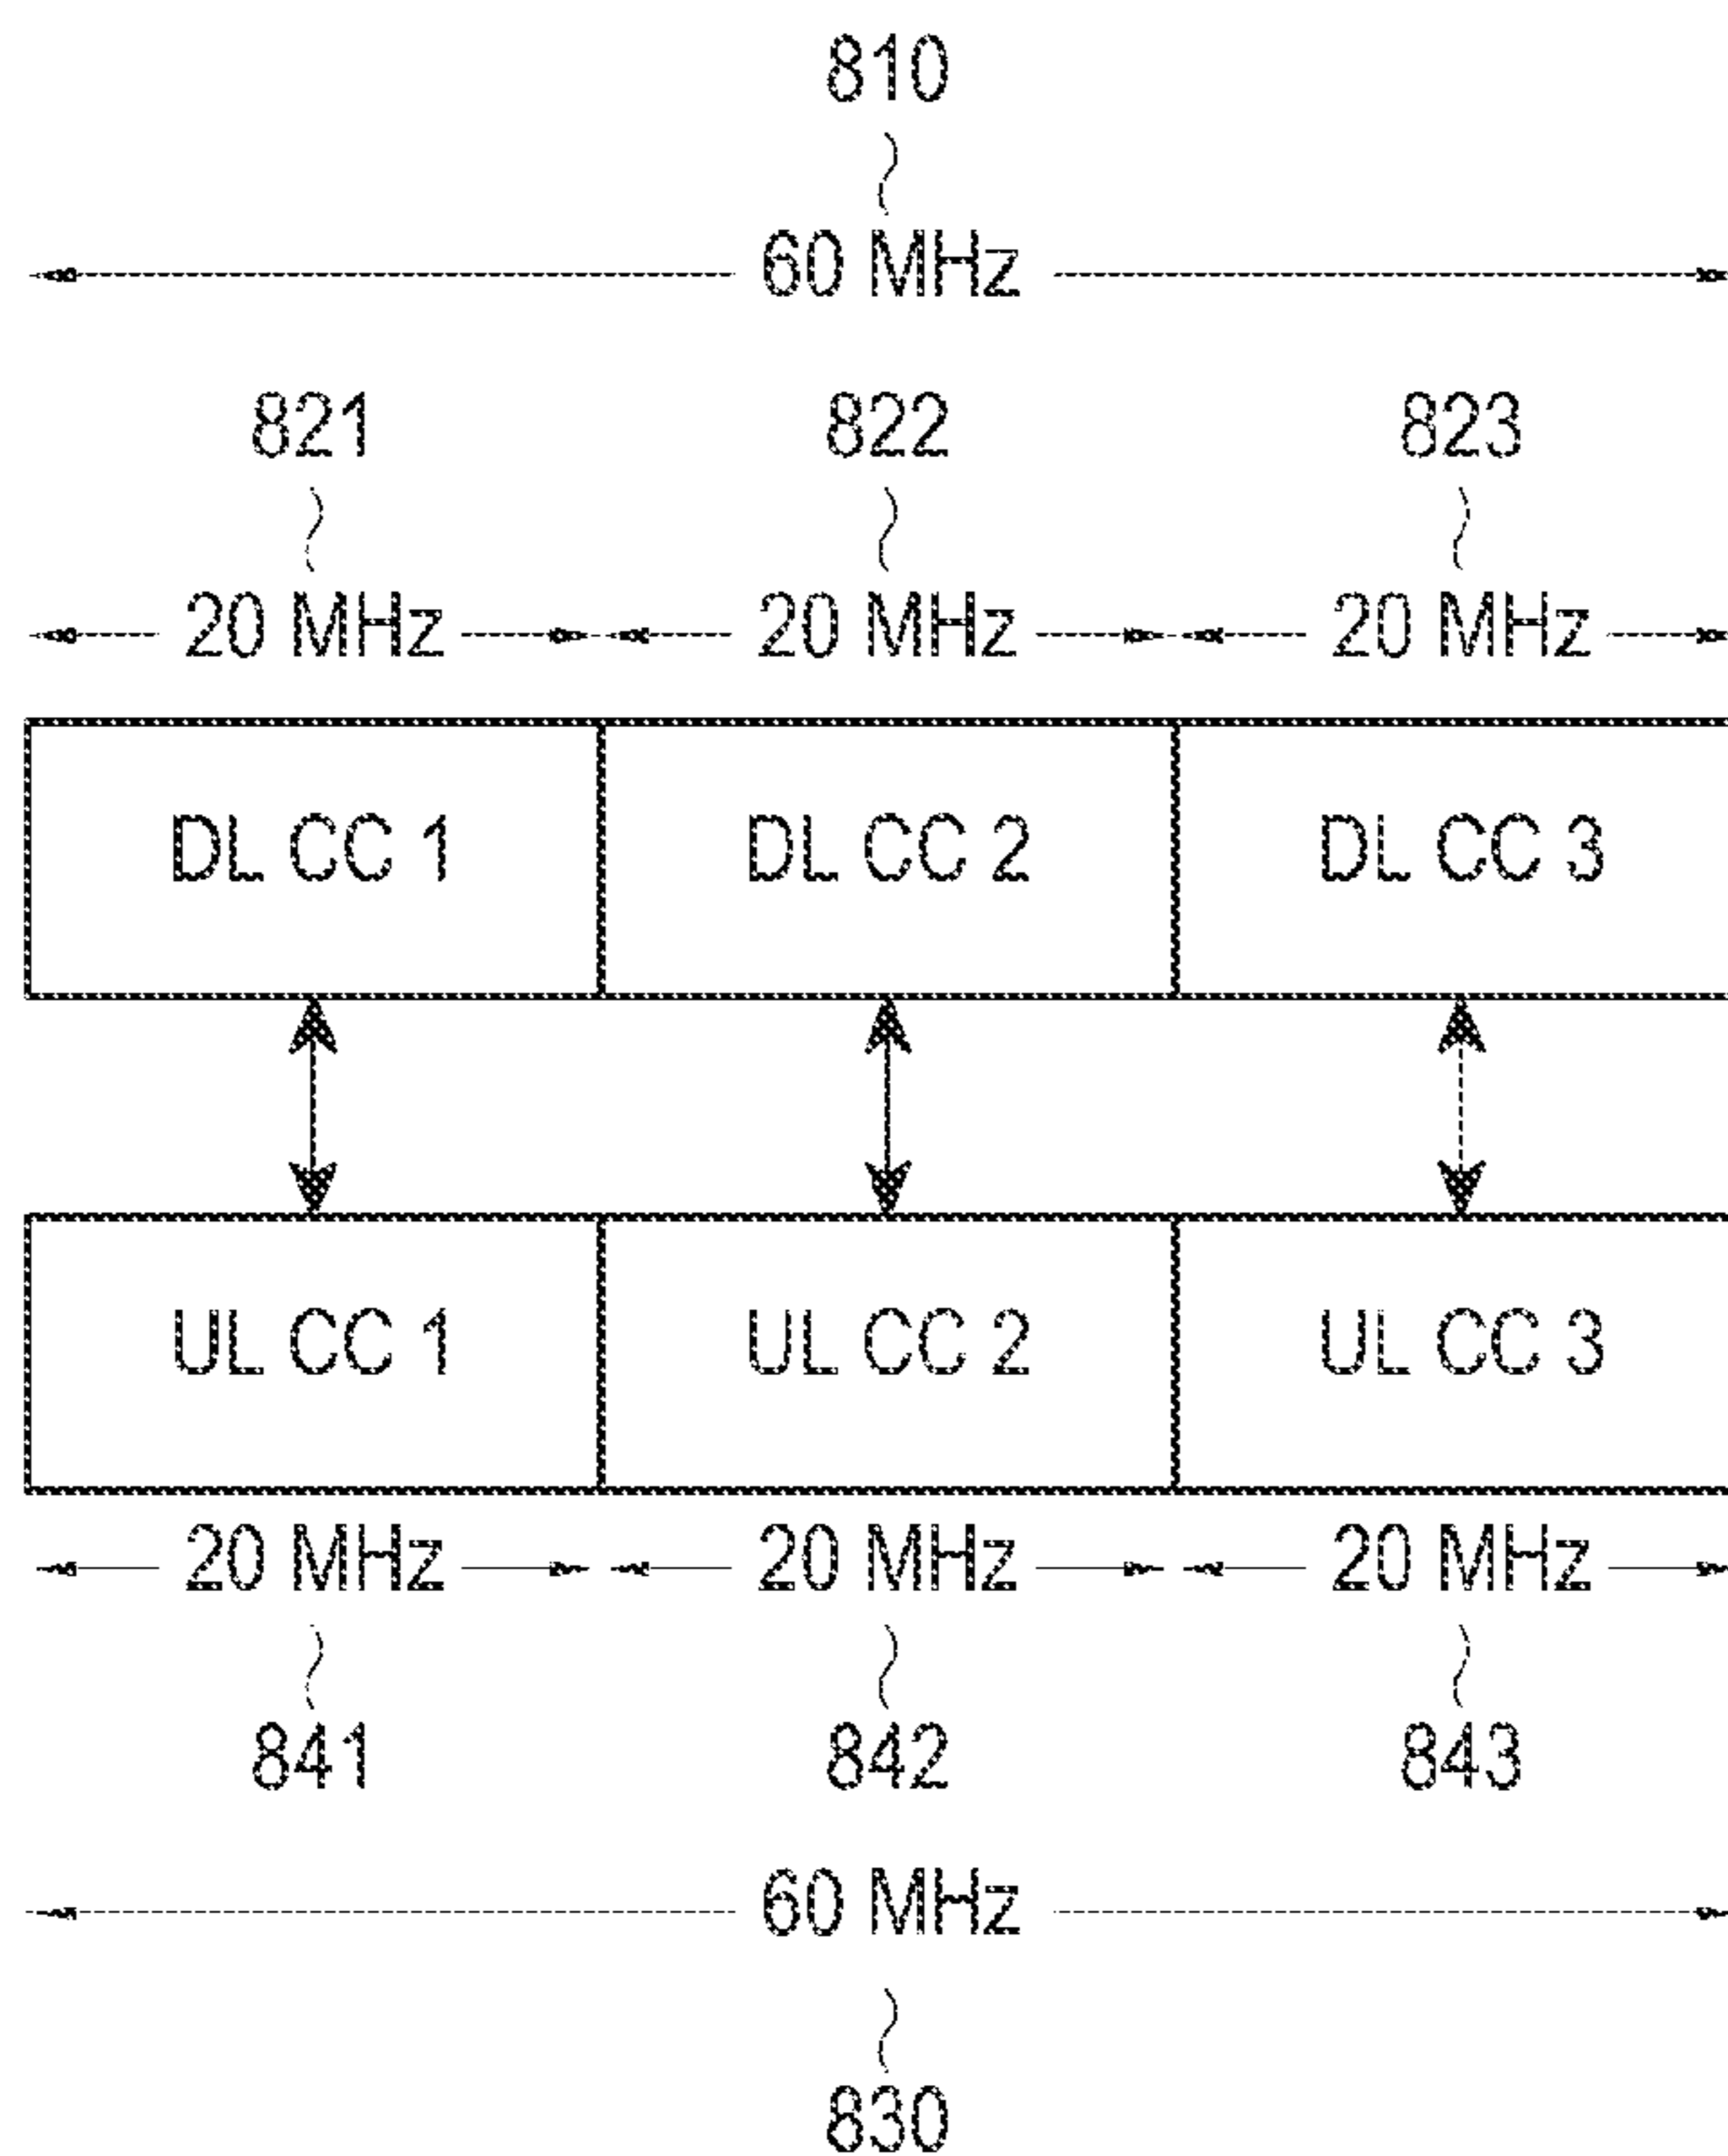 810
60 MHz
821 822 823
20 MHz 20 MHz 20 MHz
DL CC 1 DL CC 2 DL CC 3
UL CC 1 UL CC 2 UL CC 3
20 MHz 20 MHz 20 MHz
841 842 843
60 MHz
830